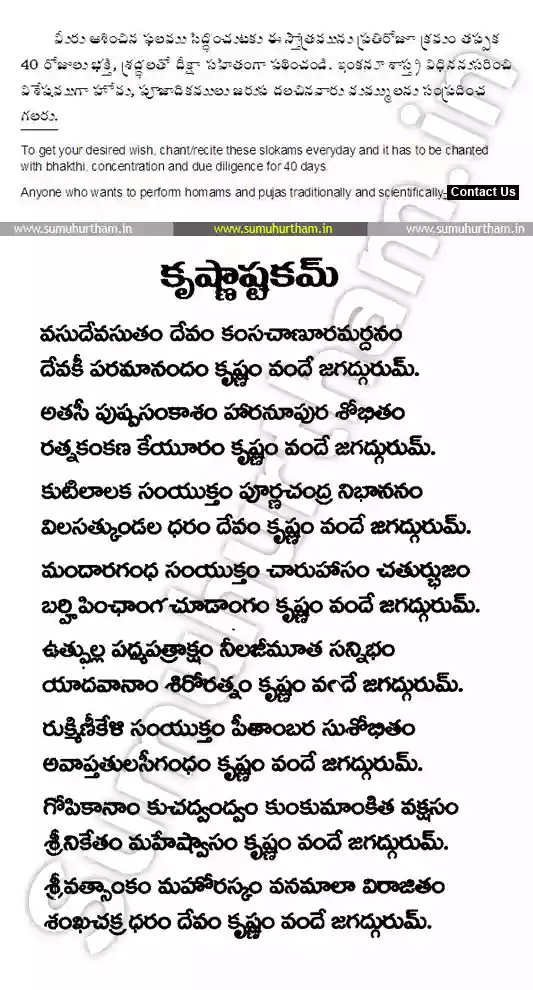 మీరు ఆశించిన ఫలము సిద్ధించుటకు ఈ స్తోత్రమును ప్రతిరోజూ క్రమం తప్పక
40 రోజులు భక్తి, శ్రద్ధలతో దీక్షా సహితంగా పఠించండి. ఇంకనూ శాస్త్ర విధిననుసరించి
విశేషముగా హోమ, పూజాదికములు జరుప దలచినవారు మమ్ములను సంప్రదించ
గలరు.
To get your desired wish, chant/recite these slokams everyday and it has to be chanted
with bhakthi, concentration and due diligence for 40 days.
Anyone who wants to perform homams and pujas traditionally and scientifically- Contact Us
www.sumuhurtham.in www.sumuhurtham.in www.sumuhurtham.in
కృష్ణాష్టకమ్
వసుదేవసుతం దేవం కంసచాణూరమర్దనం
దేవకీ పరమానందం కృష్ణం వందే జగద్గురుమ్.
అతసీ పుష్పసంకాశం హారనూపుర శోభితం
రత్నకంకణ కేయూరం కృష్ణం వందే జగద్గురుమ్.
కుటిలాలక సంయుక్తం పూర్ణచంద్ర నిభాననం
విలసత్కుండల ధరం దేవం కృష్ణం వందే జగద్గురుమ్.
మందారగంధ సంయుక్తం చారుహాసం చతుర్భుజం
బర్హిపింఛాంగ చూడాంగం కృష్ణం వందే జగద్గురుమ్.
ఉత్ఫుల్ల పద్మపత్రాక్షం నీలజీమూత సన్నిభం
యాదవానాం శిరోరత్నం కృష్ణం వందే జగద్గురుమ్.
రుక్మిణీకేళి సంయుక్తం పీతాంబర సుశోభితం
అవాప్తతులసీగంధం కృష్ణం వందే జగద్గురుమ్.
గోపికానాం కుచద్వంద్వం కుంకుమాంకిత వక్షసం
శ్రీనికేతం మహేష్వాసం కృష్ణం వందే జగద్గురుమ్.
శ్రీవత్సాంకం మహోరస్కం వనమాలా విరాజితం
శంఖచక్ర ధరం దేవం కృష్ణం వందే జగద్గురుమ్.
Sumuhurtham.in